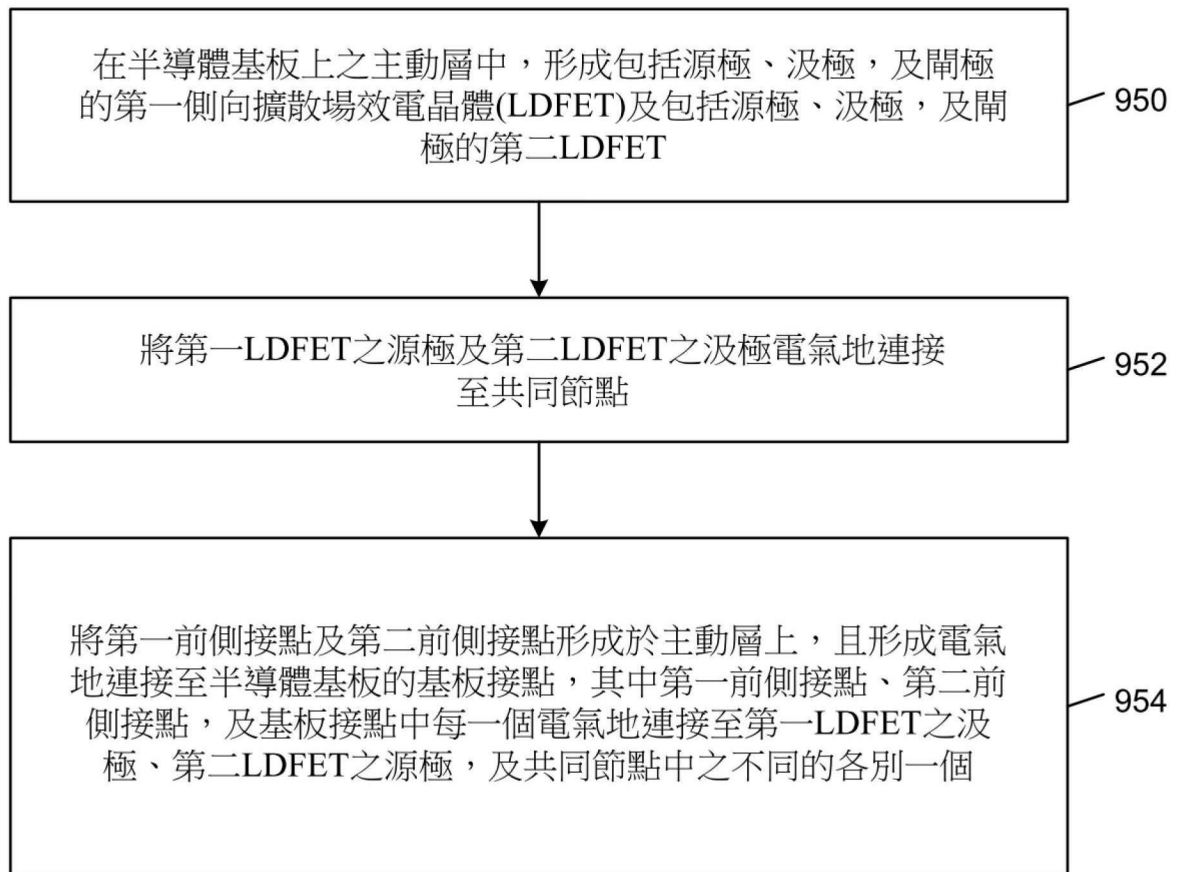 在半導體基板上之主動層中，形成包括源極、汲極，及閘極
的第一側向擴散場效電晶體(LDFET)及包括源極、汲極，及閘
極的第二LDFET
950
將第一LDFET之源極及第二LDFET之汲極電氣地連接
至共同節點
952
將第一前側接點及第二前側接點形成於主動層上，且形成電氣
地連接至半導體基板的基板接點，其中第一前側接點、第二前
側接點，及基板接點中每一個電氣地連接至第一LDFET之汲
極、第二LDFET之源極，及共同節點中之不同的各別一個
954